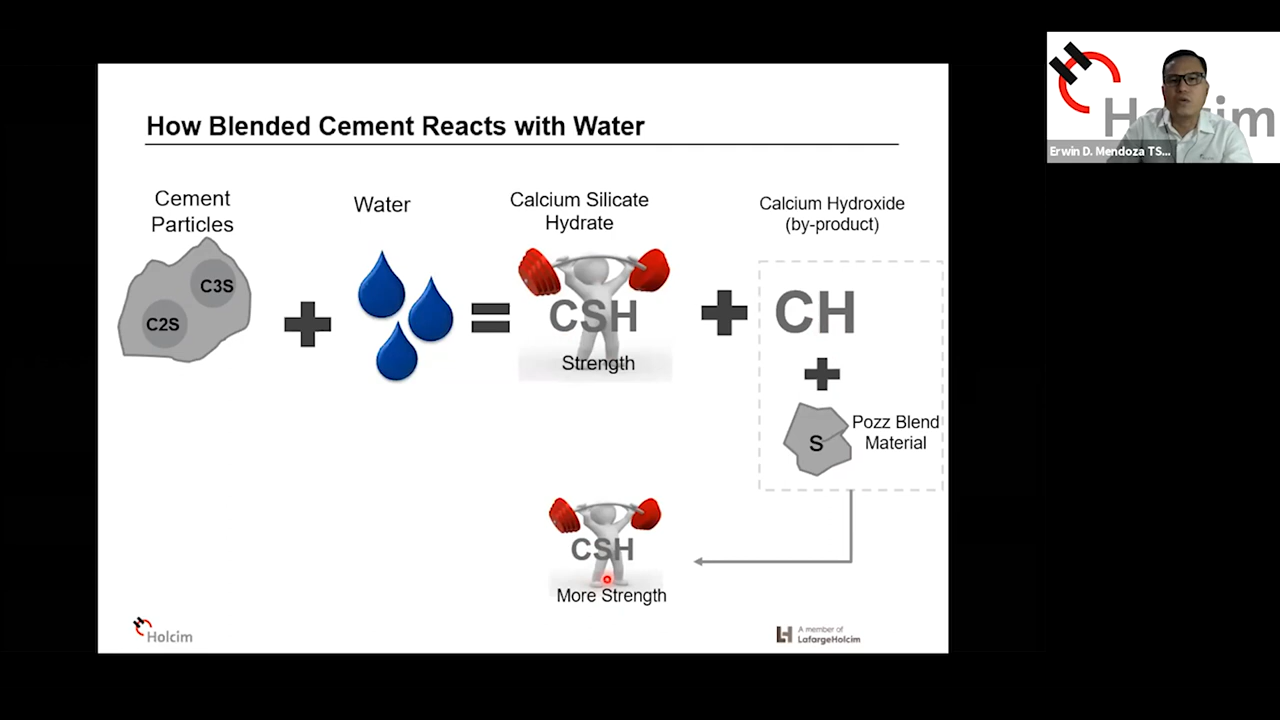 How Blended Cement Reacts with Water
Cement
Particles
Water
Calcium Silicate
Hydrate
Calcium Hydroxide
(by-product)
C3S
C2S
CSH
Strength
CH
S
Pozz Blend
Material
CSH
More Strength
Holcim
A member of
LafargeHolcim
Holcim
Erwin D. Mendoza TS...